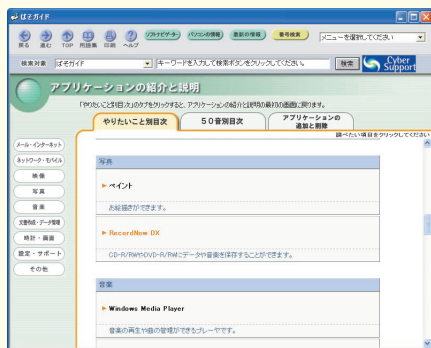 ぱそガイド
戻る 進む TOP 用語集 印刷 ヘルプ ソフトナビゲーター パソコンの情報 最新の情報 番号検索 メニューを選択してください
検索対象 ぱそガイド キーワードを入力して検索ボタンをクリックしてください。 検索 Cyber Support
アプリケーションの紹介と説明
「やりたいこと別目次」のタブをクリックすると、アプリケーションの紹介と説明の最初の画面に戻ります。
やりたいこと別目次 50音別目次 アプリケーションの追加と削除
調べたい項目をクリックしてください
メール・インターネット
ネットワーク・モバイル
映像
写真
音楽
文書作成・データ管理
時計・画面
設定・サポート
その他
写真
ペイント
お絵描きができます。
RecordNow DX
CD-R/RWやDVD-R/RWにデータや音楽を保存することができます。
音楽
Windows Media Player
音楽の再生や曲の管理ができるプレーヤです。